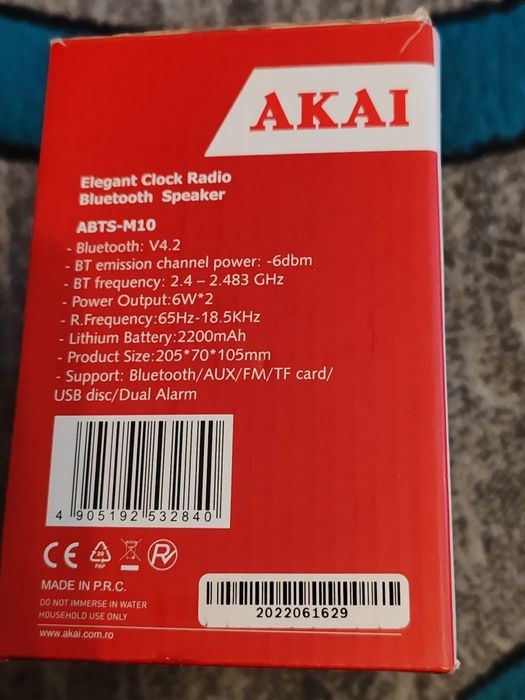 AKAI
Elegant Clock Radio
Bluetooth Speaker
ABTS-M10
- Bluetooth: V4.2
- BT emission channel power: -6dbm
- BT frequency: 2.4 – 2.483 GHz
- Power Output:6W*2
- R.Frequency:65Hz-18.5KHz
- Lithium Battery:2200mAh
- Product Size:205*70*105mm
- Support: Bluetooth/AUX/FM/TF card/
USB disc/Dual Alarm
4 905192 532840
CE
20
PAP
MADE IN P.R.C.
DO NOT IMMERSE IN WATER
HOUSEHOLD USE ONLY
2022061629
www.akai.com.ro